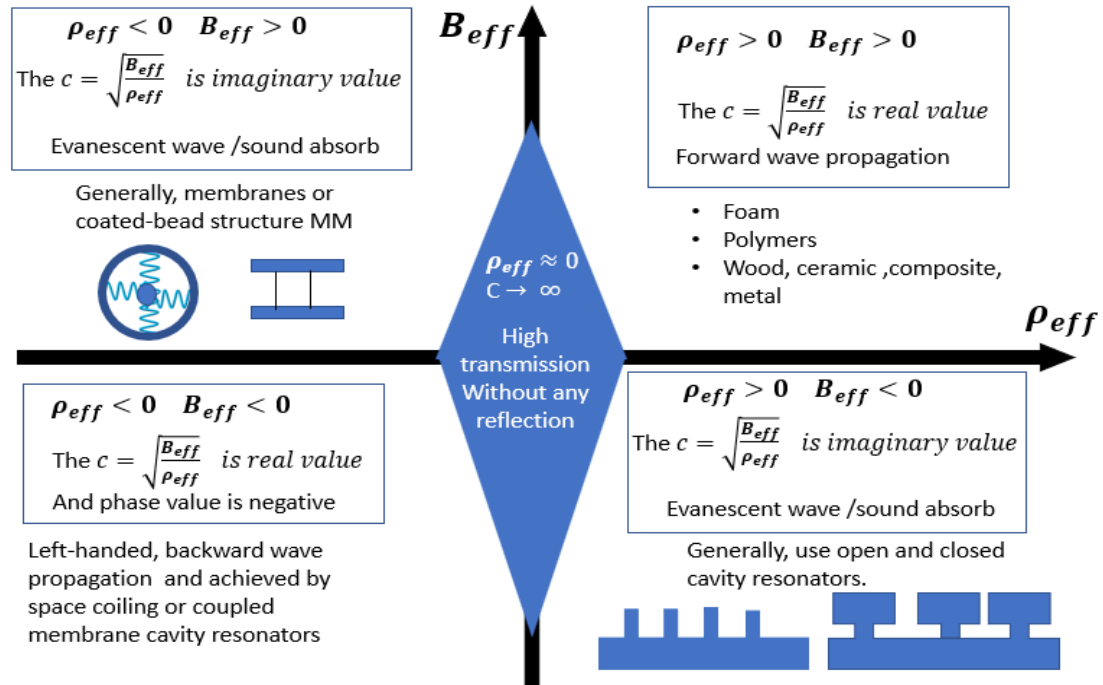 ρeff < 0 Beff > 0
The c = √(Beff/ρeff) is imaginary value
Evanescent wave /sound absorb
Generally, membranes or
coated-bead structure MM
Beff
ρeff > 0 Beff > 0
The c = √(Beff/ρeff) is real value
Forward wave propagation
• Foam
• Polymers
• Wood, ceramic ,composite,
metal
ρeff
ρeff ≈ 0
C → ∞
High
transmission
Without any
reflection
ρeff < 0 Beff < 0
The c = √(Beff/ρeff) is real value
And phase value is negative
Left-handed, backward wave
propagation and achieved by
space coiling or coupled
membrane cavity resonators
ρeff > 0 Beff < 0
The c = √(Beff/ρeff) is imaginary value
Evanescent wave /sound absorb
Generally, use open and closed
cavity resonators.